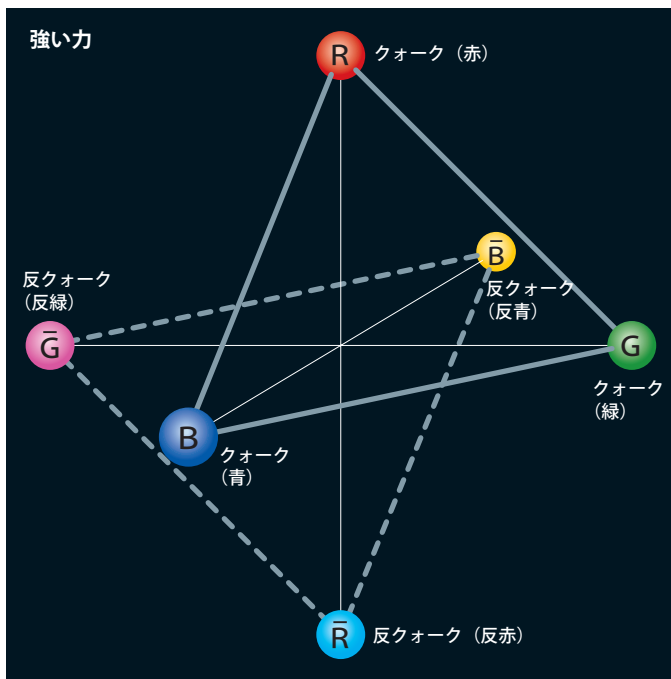 強い力
R
クォーク（赤）
B̄
反クォーク
（反青）
反クォーク
（反緑）
Ḡ
G
クォーク
（緑）
B
クォーク
（青）
R̄
反クォーク（反赤）